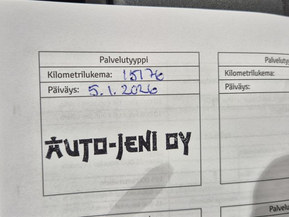 Palvelutyyppi
Kilometrilukema: 15176
Päiväys: 5.1.2026
AUTO-JENI OY
Kilometrilukema:
Päiväys: